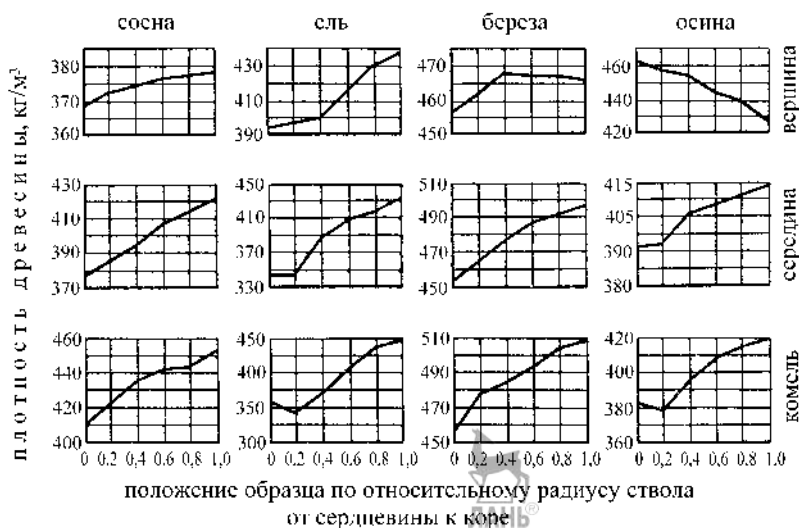 сосна ель береза осина
плотность древесины, кг/м³
380 430 470 460
370 410 460 440
360 390 450 420
вершина
430 450 510 415
410 410 490 405
390 370 470 390
370 330 450 380
середина
460 450 510 420
440 400 490 400
420 350 470 380
400 300 450 360
комель
0 0,2 0,4 0,6 0,8 1,0 0 0,2 0,4 0,6 0,8 1,0 0 0,2 0,4 0,6 0,8 1,0 0 0,2 0,4 0,6 0,8 1,0
положение образца по относительному радиусу ствола
от сердцевины к коре
ЛАНЬ®